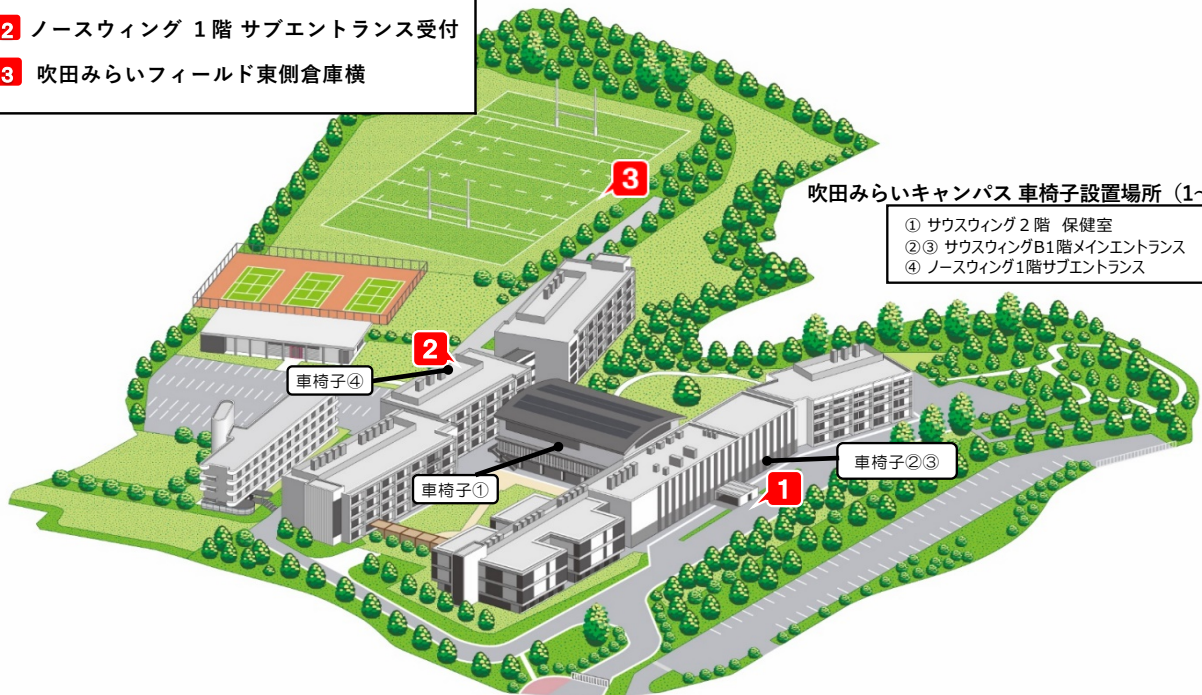 2 ノースウィング 1階 サブエントランス受付
3 吹田みらいフィールド東側倉庫横
3
吹田みらいキャンパス 車椅子設置場所（1~
① サウスウィング２階 保健室
②③ サウスウィングB1階メインエントランス
④ ノースウィング1階サブエントランス
2
車椅子④
車椅子①
車椅子②③
1